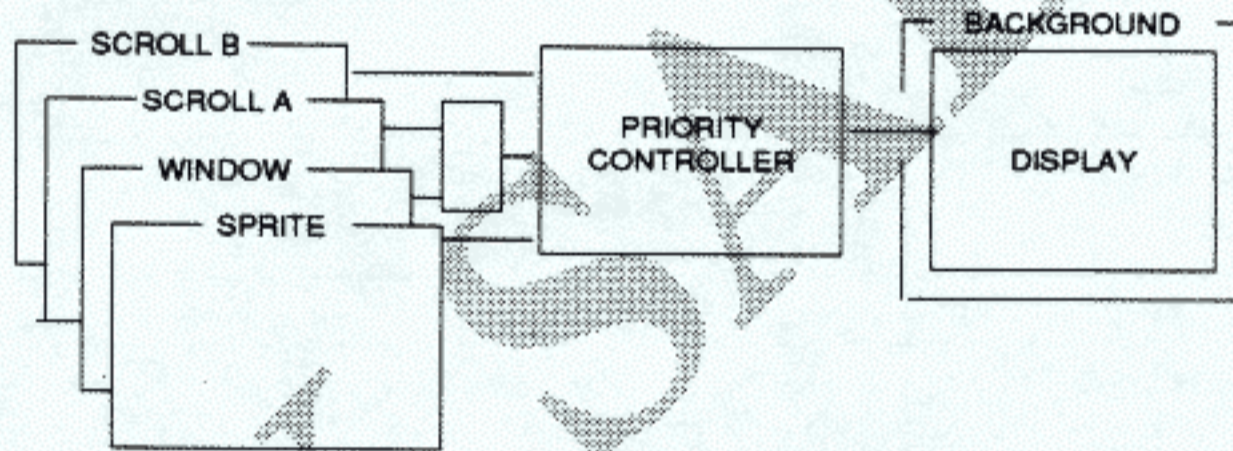 SCROLL B
SCROLL A
WINDOW
SPRITE
PRIORITY
CONTROLLER
BACKGROUND
DISPLAY